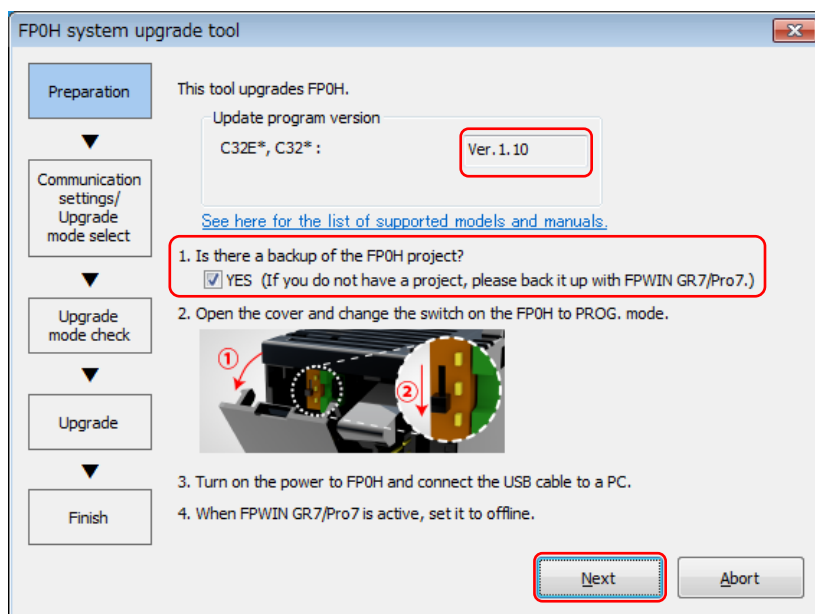 FP0H system upgrade tool
Preparation
▼
Communication
settings/
Upgrade
mode select
▼
Upgrade
mode check
▼
Upgrade
▼
Finish
This tool upgrades FP0H.
Update program version
C32E*, C32* : Ver.1.10
See here for the list of supported models and manuals.
1. Is there a backup of the FP0H project?
YES (If you do not have a project, please back it up with FPWIN GR7/Pro7.)
2. Open the cover and change the switch on the FP0H to PROG. mode.
①
②
3. Turn on the power to FP0H and connect the USB cable to a PC.
4. When FPWIN GR7/Pro7 is active, set it to offline.
Next
Abort